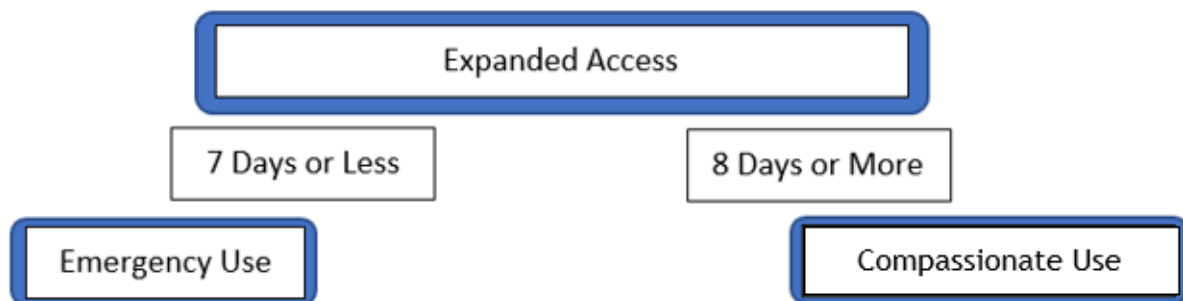 Expanded Access
7 Days or Less
8 Days or More
Emergency Use
Compassionate Use